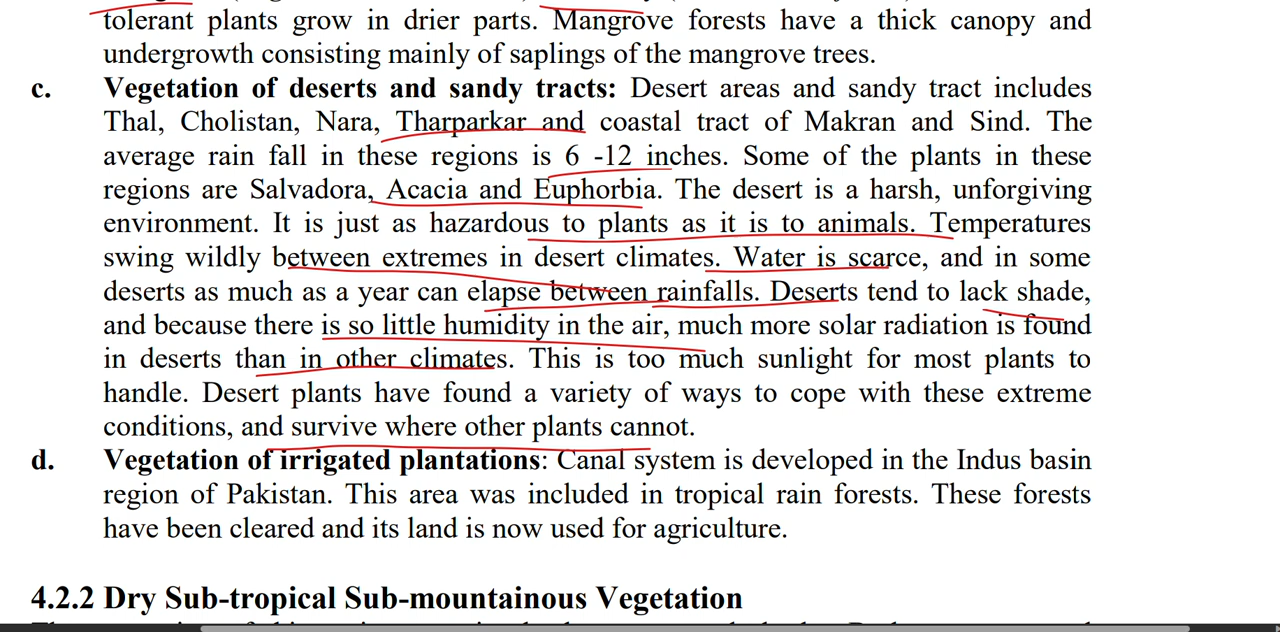 tolerant plants grow in drier parts. Mangrove forests have a thick canopy and
undergrowth consisting mainly of saplings of the mangrove trees.
c. Vegetation of deserts and sandy tracts: Desert areas and sandy tract includes
Thal, Cholistan, Nara, Tharparkar and coastal tract of Makran and Sind. The
average rain fall in these regions is 6 -12 inches. Some of the plants in these
regions are Salvadora, Acacia and Euphorbia. The desert is a harsh, unforgiving
environment. It is just as hazardous to plants as it is to animals. Temperatures
swing wildly between extremes in desert climates. Water is scarce, and in some
deserts as much as a year can elapse between rainfalls. Deserts tend to lack shade,
and because there is so little humidity in the air, much more solar radiation is found
in deserts than in other climates. This is too much sunlight for most plants to
handle. Desert plants have found a variety of ways to cope with these extreme
conditions, and survive where other plants cannot.
d. Vegetation of irrigated plantations: Canal system is developed in the Indus basin
region of Pakistan. This area was included in tropical rain forests. These forests
have been cleared and its land is now used for agriculture.
4.2.2 Dry Sub-tropical Sub-mountainous Vegetation